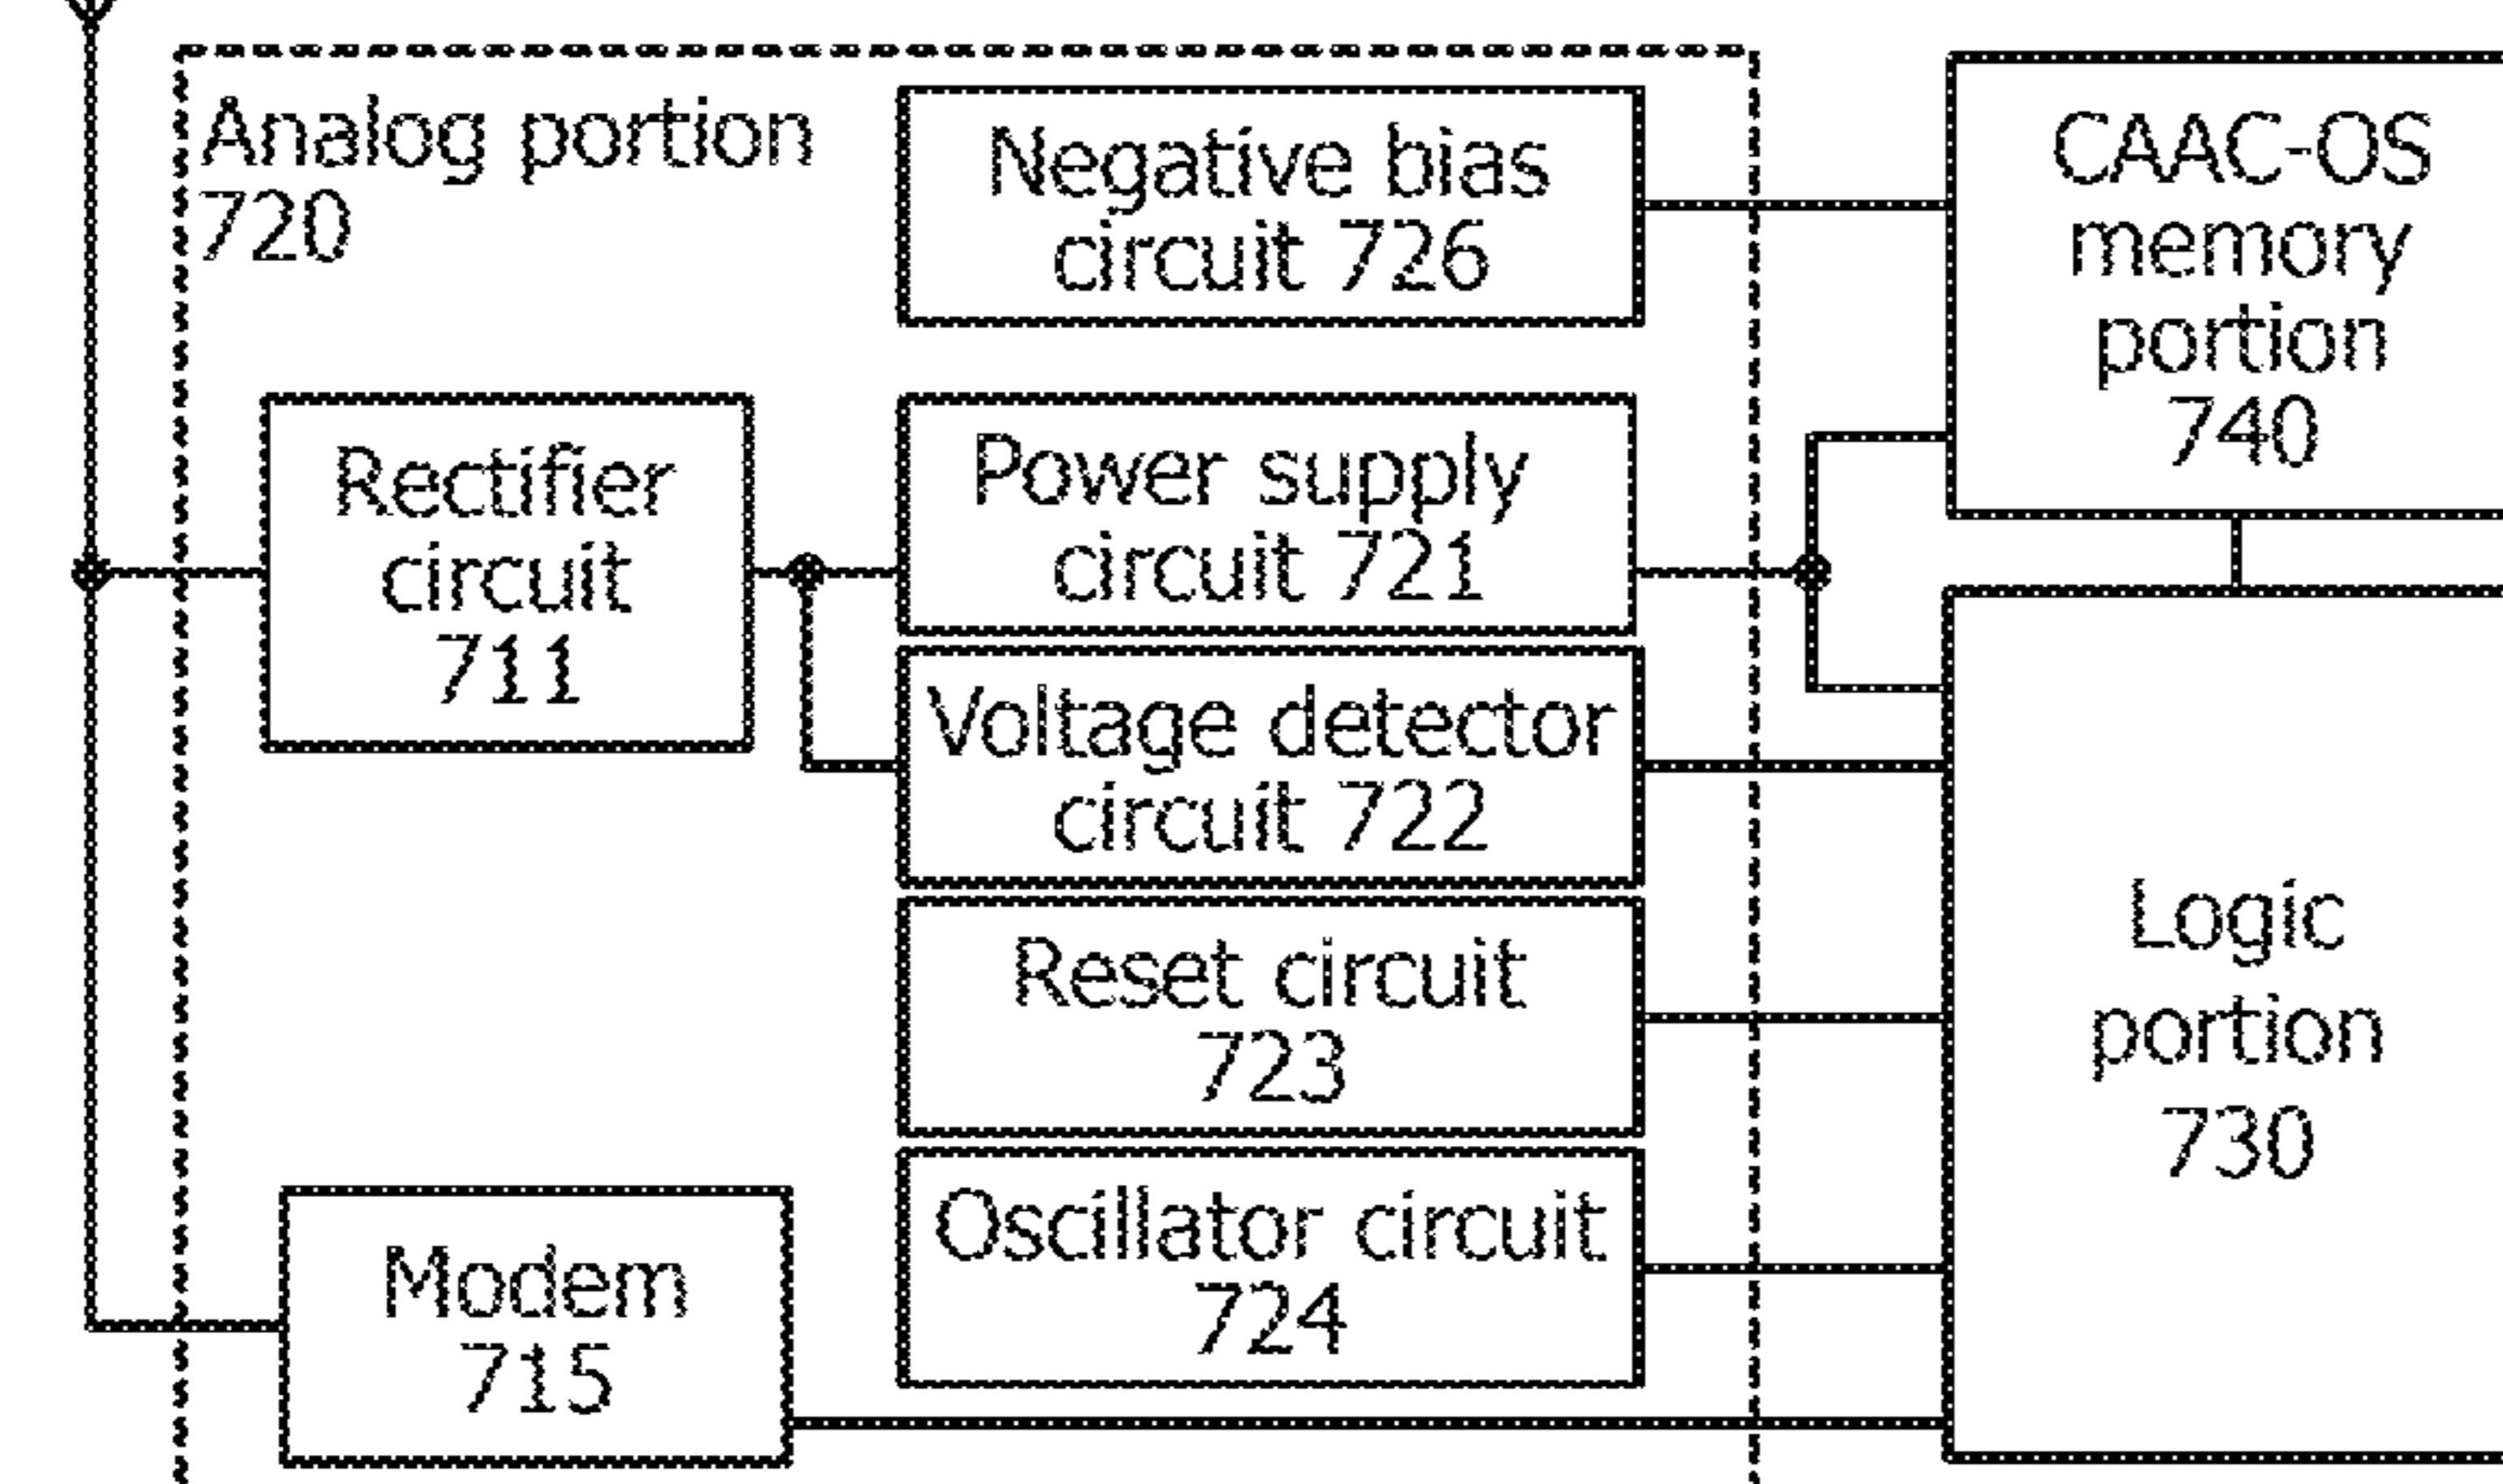 Analog portion
720
Negative bias
circuit 726
CAAC-OS
memory
portion
740
Rectifier
circuit
711
Power supply
circuit 721
Voltage detector
circuit 722
Reset circuit
723
Logic
portion
730
Oscillator circuit
724
Modem
715